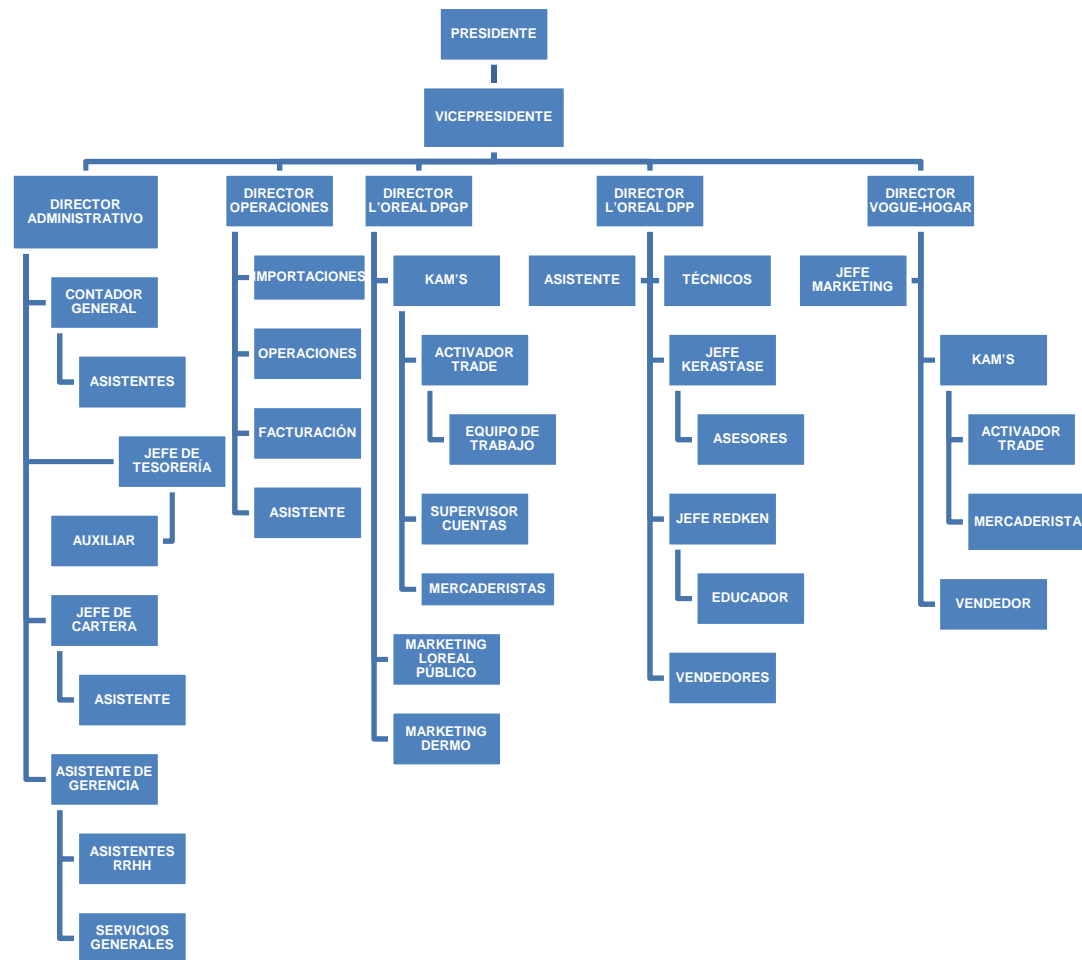 PRESIDENTE
VICEPRESIDENTE
DIRECTOR
ADMINISTRATIVO
CONTADOR
GENERAL
ASISTENTES
JEFE DE
TESORERÍA
AUXILIAR
JEFE DE
CARTERA
ASISTENTE
ASISTENTE DE
GERENCIA
ASISTENTES
RRHH
SERVICIOS
GENERALES
DIRECTOR
OPERACIONES
IMPORTACIONES
OPERACIONES
FACTURACIÓN
ASISTENTE
DIRECTOR
L'OREAL DPGP
KAM'S
ACTIVADOR
TRADE
EQUIPO DE
TRABAJO
SUPERVISOR
CUENTAS
MERCADERISTAS
MARKETING
LOREAL
PÚBLICO
MARKETING
DERMO
DIRECTOR
L'OREAL DPP
ASISTENTE
TÉCNICOS
JEFE
KERASTASE
ASESORES
JEFE REDKEN
EDUCADOR
VENDEDORES
DIRECTOR
VOGUE-HOGAR
JEFE
MARKETING
KAM'S
ACTIVADOR
TRADE
MERCADERISTA
VENDEDOR